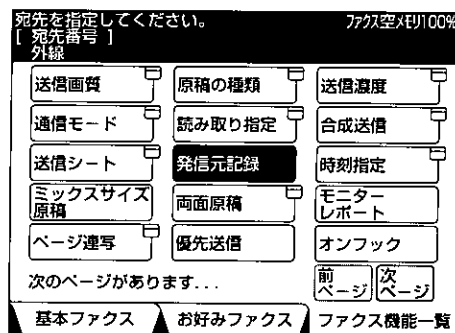 宛先を指定してください。 ファクス空メモリ100%
[ 宛先番号 ]
外線
送信画質 原稿の種類 送信濃度
通信モード 読み取り指定 合成送信
送信シート 発信元記録 時刻指定
ミックスサイズ
原稿 両面原稿 モニター
レポート
ページ連写 優先送信 オンフック
次のページがあります... 前
ページ 次
ページ
基本ファクス お好みファクス ファクス機能一覧